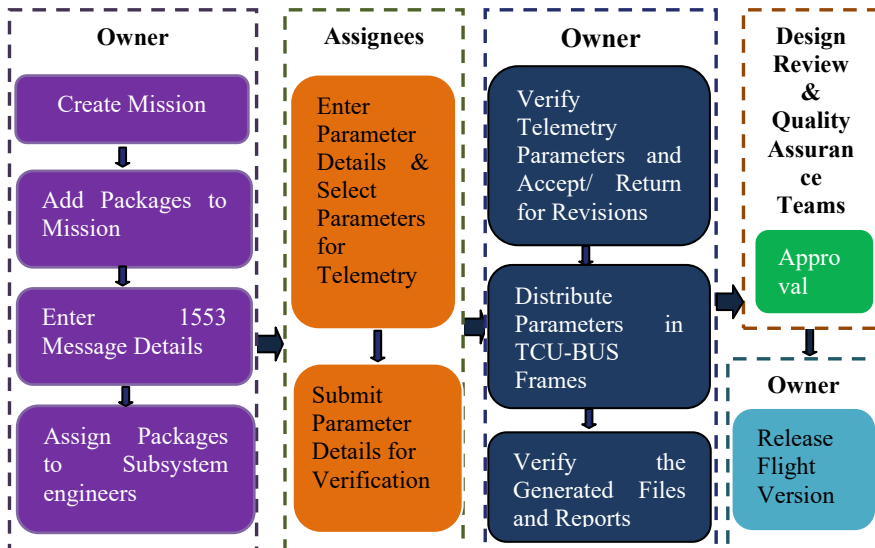 Owner
Create Mission
Add Packages to
Mission
Enter 1553
Message Details
Assign Packages
to Subsystem
engineers
Assignees
Enter
Parameter
Details &
Select
Parameters
for
Telemetry
Submit
Parameter
Details for
Verification
Owner
Verify
Telemetry
Parameters and
Accept/ Return
for Revisions
Distribute
Parameters in
TCU-BUS
Frames
Verify the
Generated Files
and Reports
Design
Review
&
Quality
Assuran
ce
Teams
Appro
val
Owner
Release
Flight
Version